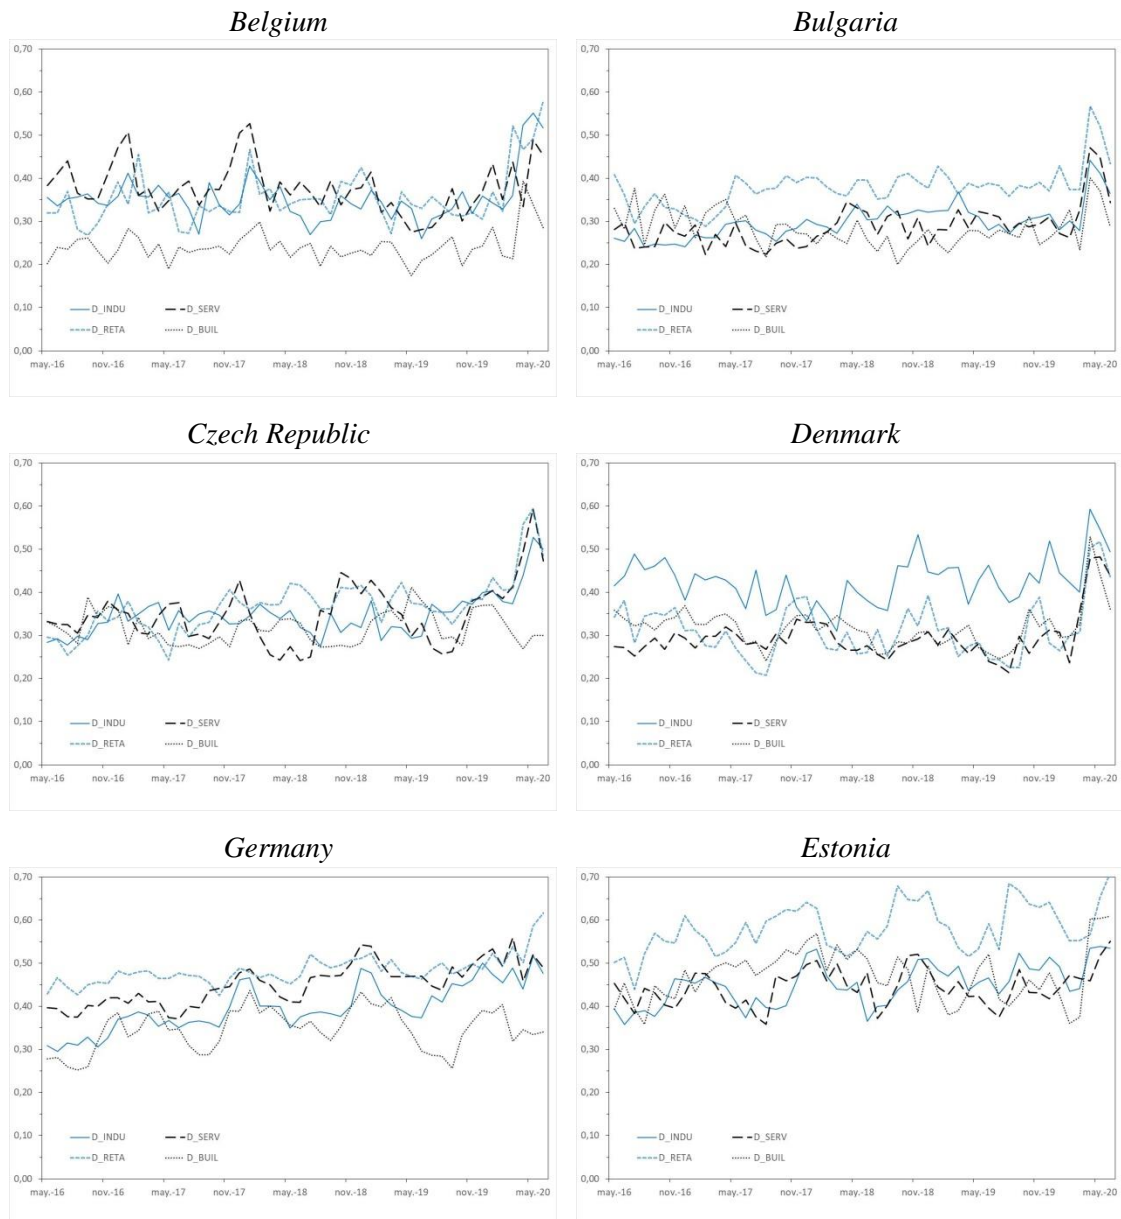 Belgium
0,70
0,60
0,50
0,40
0,30
0,20
0,10
0,00
D_INDU D_SERV
D_RETA D_BUIL
may.-16 nov.-16 may.-17 nov.-17 may.-18 nov.-18 may.-19 nov.-19 may.-20
Bulgaria
0,70
0,60
0,50
0,40
0,30
0,20
0,10
0,00
D_INDU D_SERV
D_RETA D_BUIL
may.-16 nov.-16 may.-17 nov.-17 may.-18 nov.-18 may.-19 nov.-19 may.-20
Czech Republic
0,70
0,60
0,50
0,40
0,30
0,20
0,10
0,00
D_INDU D_SERV
D_RETA D_BUIL
may.-16 nov.-16 may.-17 nov.-17 may.-18 nov.-18 may.-19 nov.-19 may.-20
Denmark
0,70
0,60
0,50
0,40
0,30
0,20
0,10
0,00
D_INDU D_SERV
D_RETA D_BUIL
may.-16 nov.-16 may.-17 nov.-17 may.-18 nov.-18 may.-19 nov.-19 may.-20
Germany
0,70
0,60
0,50
0,40
0,30
0,20
0,10
0,00
D_INDU D_SERV
D_RETA D_BUIL
may.-16 nov.-16 may.-17 nov.-17 may.-18 nov.-18 may.-19 nov.-19 may.-20
Estonia
0,70
0,60
0,50
0,40
0,30
0,20
0,10
0,00
D_INDU D_SERV
D_RETA D_BUIL
may.-16 nov.-16 may.-17 nov.-17 may.-18 nov.-18 may.-19 nov.-19 may.-20